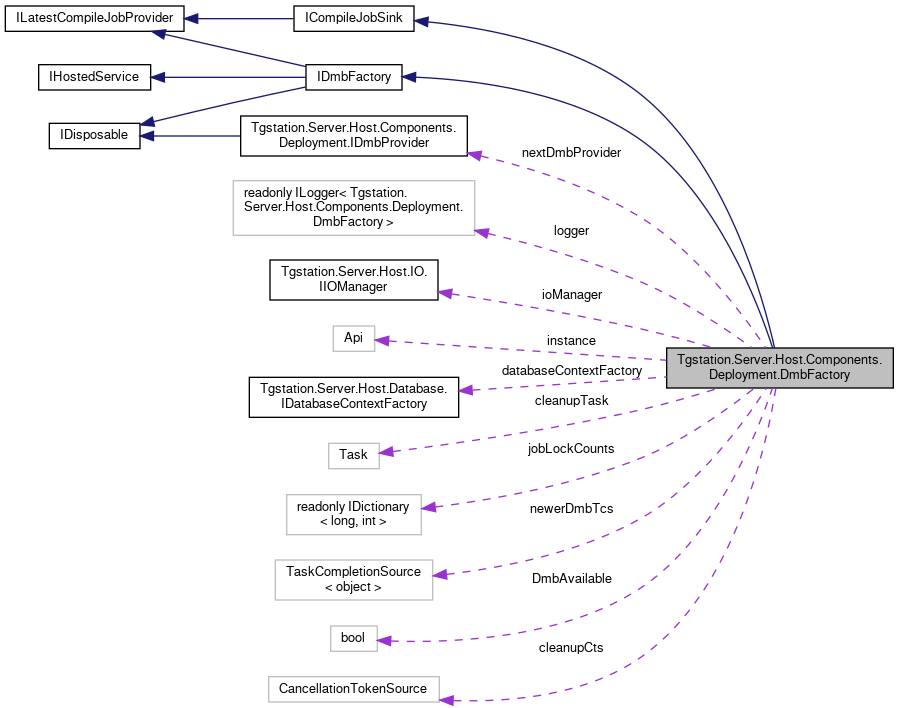 ILatestCompileJobProvider
ICompileJobSink
IHostedService
IDmbFactory
IDisposable
Tgstation.Server.Host.Components.
Deployment.IDmbProvider
nextDmbProvider
readonly ILogger< Tgstation.
Server.Host.Components.Deployment.
DmbFactory >
logger
Tgstation.Server.Host.IO.
IIOManager
ioManager
Api
instance
Tgstation.Server.Host.Components.
Deployment.DmbFactory
Tgstation.Server.Host.Database.
IDatabaseContextFactory
databaseContextFactory
cleanupTask
Task
jobLockCounts
readonly IDictionary
< long, int >
newerDmbTcs
TaskCompletionSource
< object >
DmbAvailable
bool
cleanupCts
CancellationTokenSource